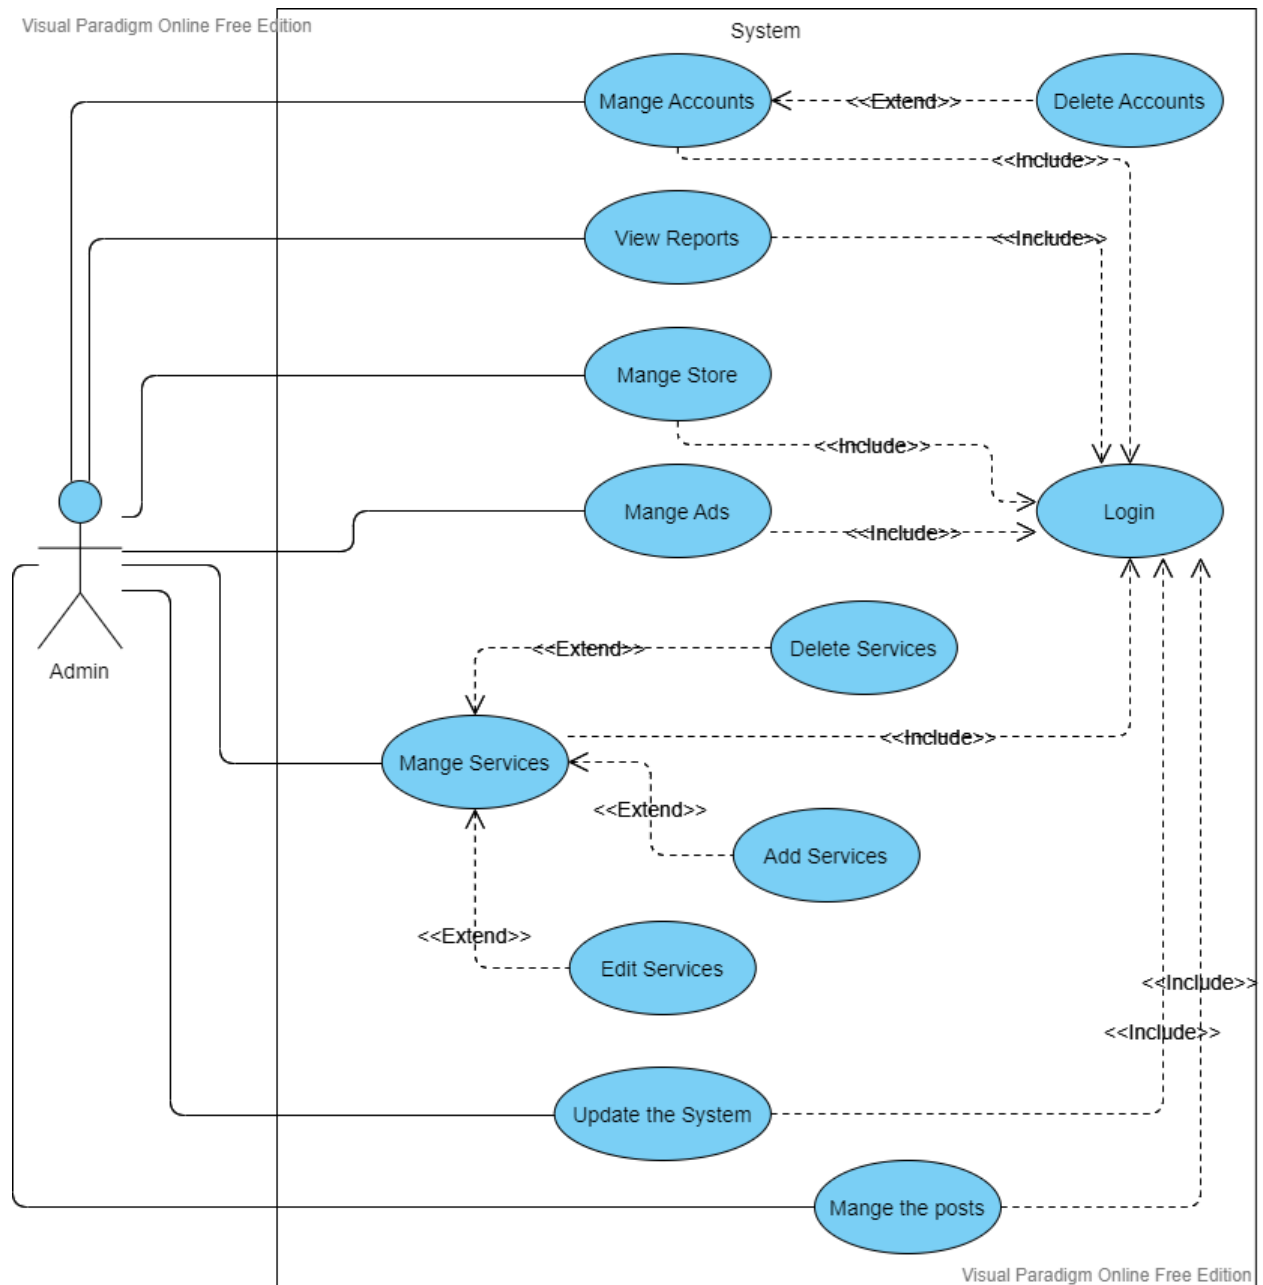 Visual Paradigm Online Free Edition
System
Mange Accounts
<<Extend>>
Delete Accounts
<<Include>>
View Reports
<<Include>>
Mange Store
<<Include>>
Mange Ads
<<Include>>
Login
Admin
<<Extend>>
Delete Services
<<Include>>
Mange Services
<<Extend>>
Add Services
<<Extend>>
Edit Services
<<Include>>
<<Include>>
Update the System
Mange the posts
Visual Paradigm Online Free Edition